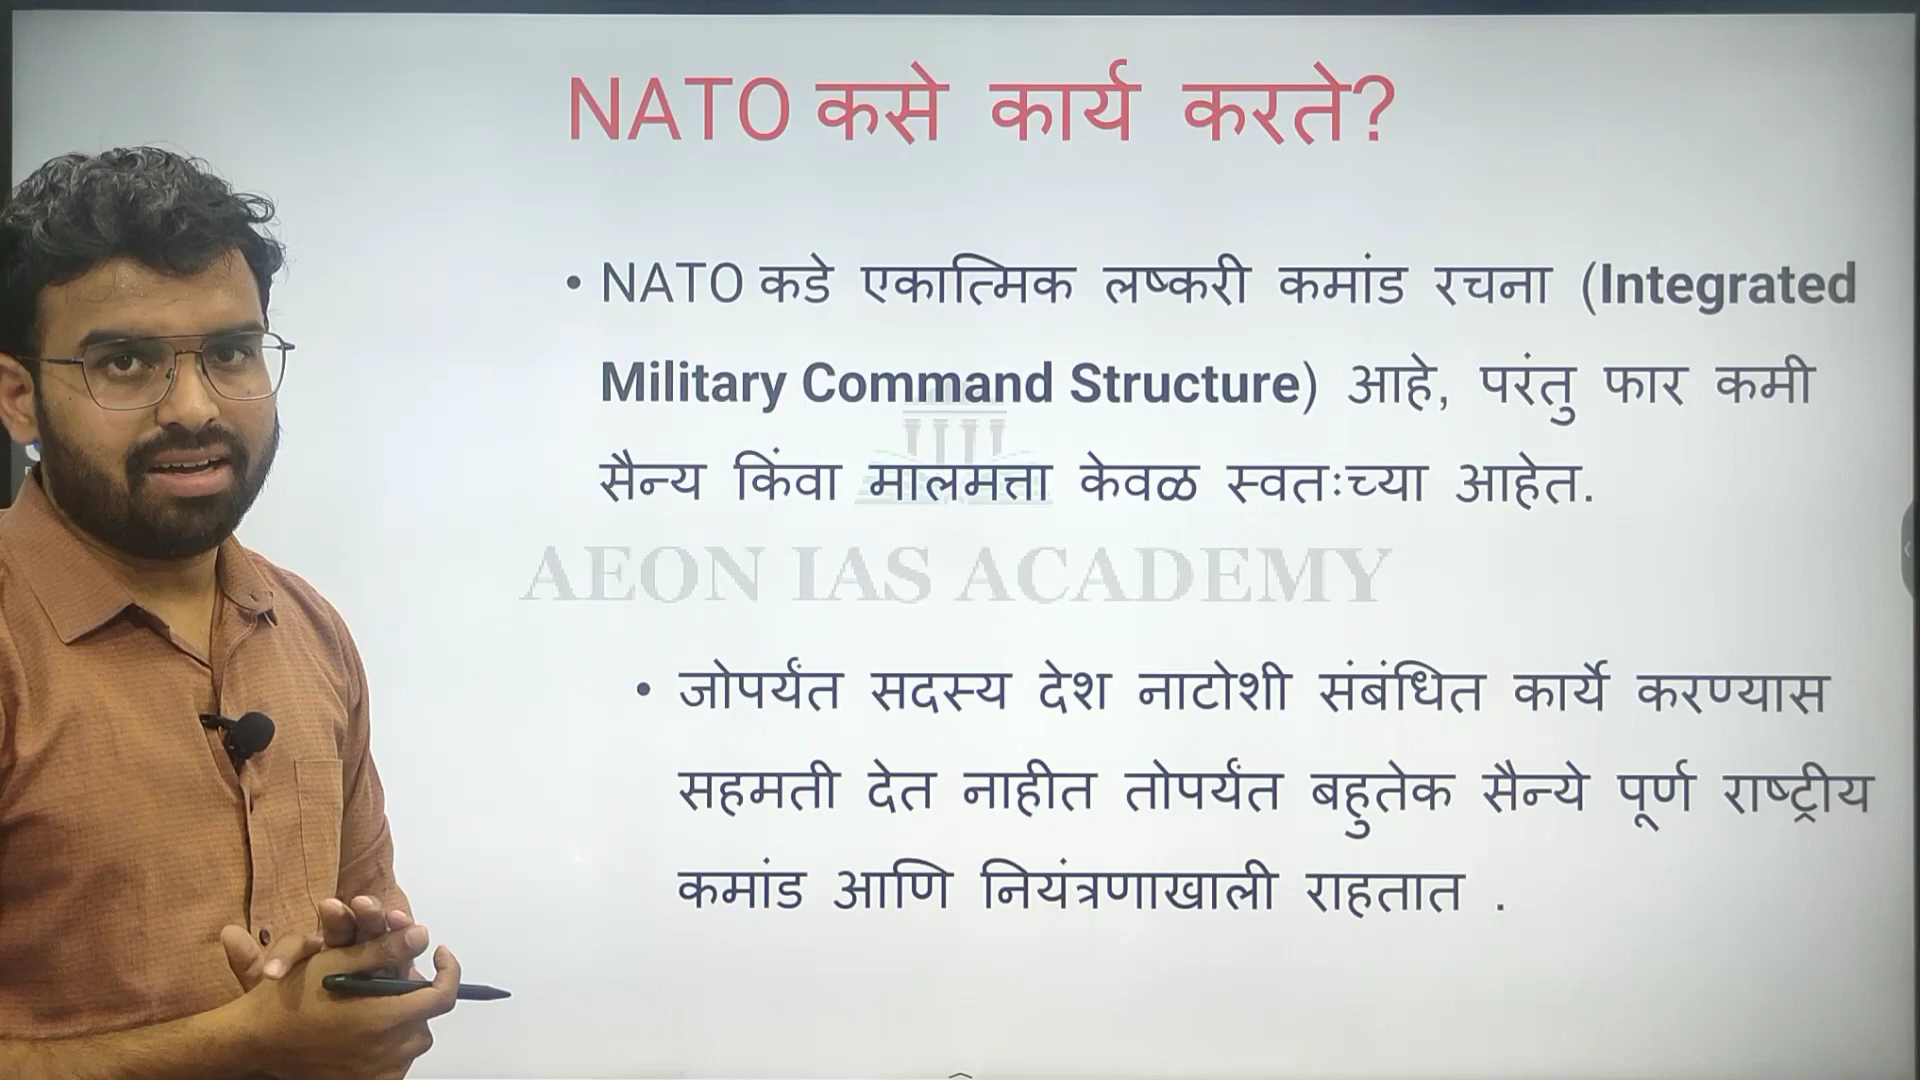 NATO कसे कार्य करते?
• NATO कडे एकात्मिक लष्करी कमांड रचना (Integrated
Military Command Structure) आहे, परंतु फार कमी
सैन्य किंवा मालमत्ता केवळ स्वतःच्या आहेत.
AEON IAS ACADEMY
• जोपर्यंत सदस्य देश नाटोशी संबंधित कार्ये करण्यास
सहमती देत नाहीत तोपर्यंत बहुतेक सैन्ये पूर्ण राष्ट्रीय
कमांड आणि नियंत्रणाखाली राहतात .